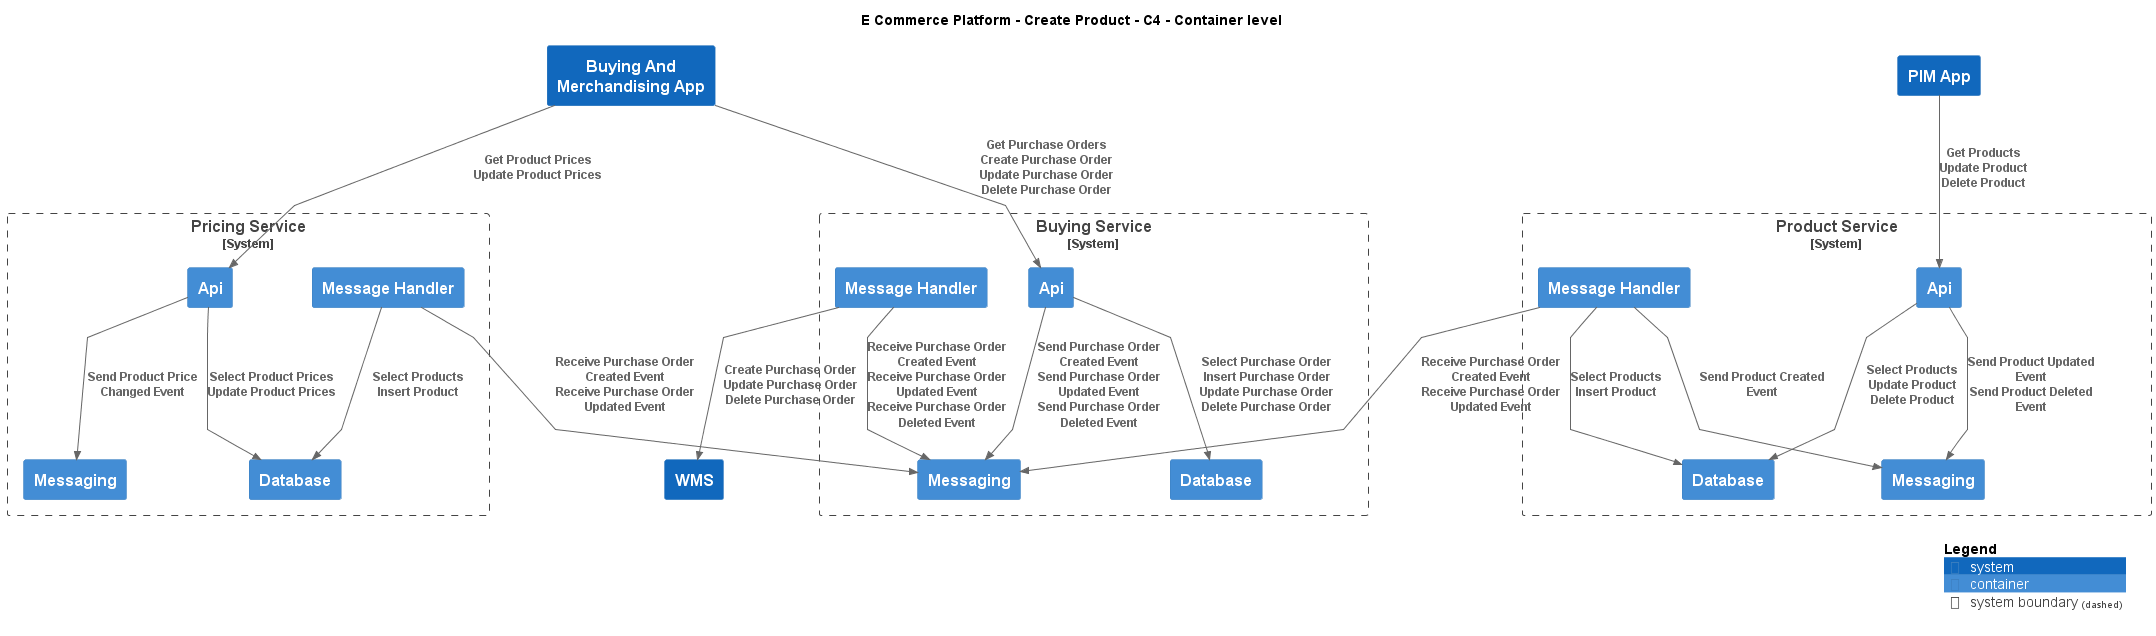 E Commerce Platform - Create Product - C4 - Container level
Buying And
Merchandising App
PIM App
Get Product Prices
Update Product Prices
Get Purchase Orders
Create Purchase Order
Update Purchase Order
Delete Purchase Order
Get Products
Update Product
Delete Product
Pricing Service
[System]
Api
Message Handler
Send Product Price
Changed Event
Select Product Prices
Update Product Prices
Select Products
Insert Product
Messaging
Database
Receive Purchase Order
Created Event
Receive Purchase Order
Updated Event
Create Purchase Order
Update Purchase Order
Delete Purchase Order
WMS
Buying Service
[System]
Message Handler
Api
Receive Purchase Order
Created Event
Receive Purchase Order
Updated Event
Receive Purchase Order
Deleted Event
Send Purchase Order
Created Event
Send Purchase Order
Updated Event
Send Purchase Order
Deleted Event
Select Purchase Order
Insert Purchase Order
Update Purchase Order
Delete Purchase Order
Messaging
Database
Receive Purchase Order
Created Event
Receive Purchase Order
Updated Event
Product Service
[System]
Message Handler
Api
Select Products
Insert Product
Send Product Created
Event
Select Products
Update Product
Delete Product
Send Product Updated
Event
Send Product Deleted
Event
Database
Messaging
Legend
system
container
system boundary (dashed)